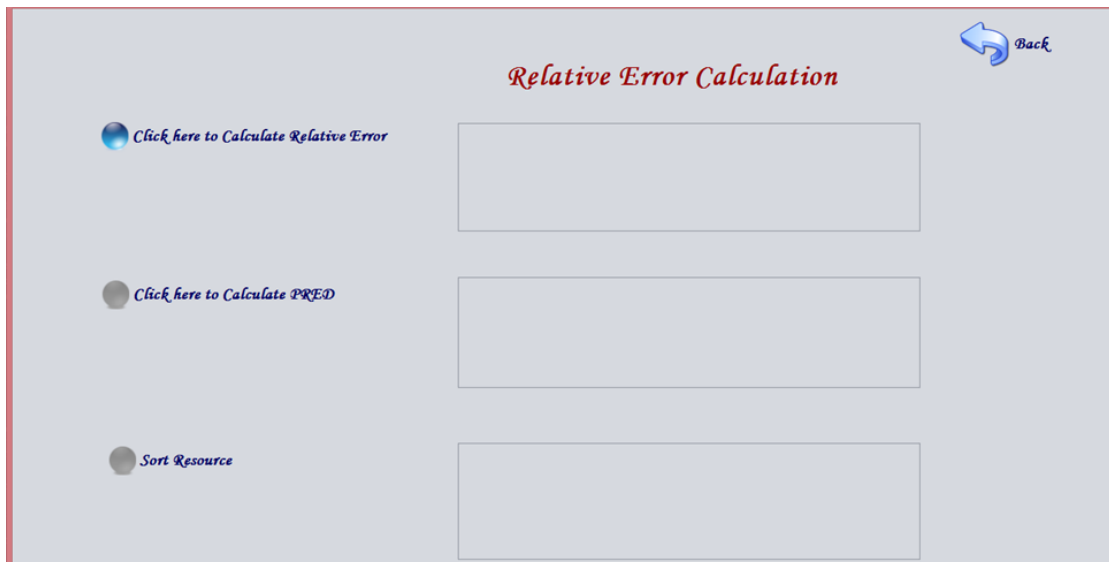 Back
Relative Error Calculation
Click here to Calculate Relative Error
Click here to Calculate PRED
Sort Resource